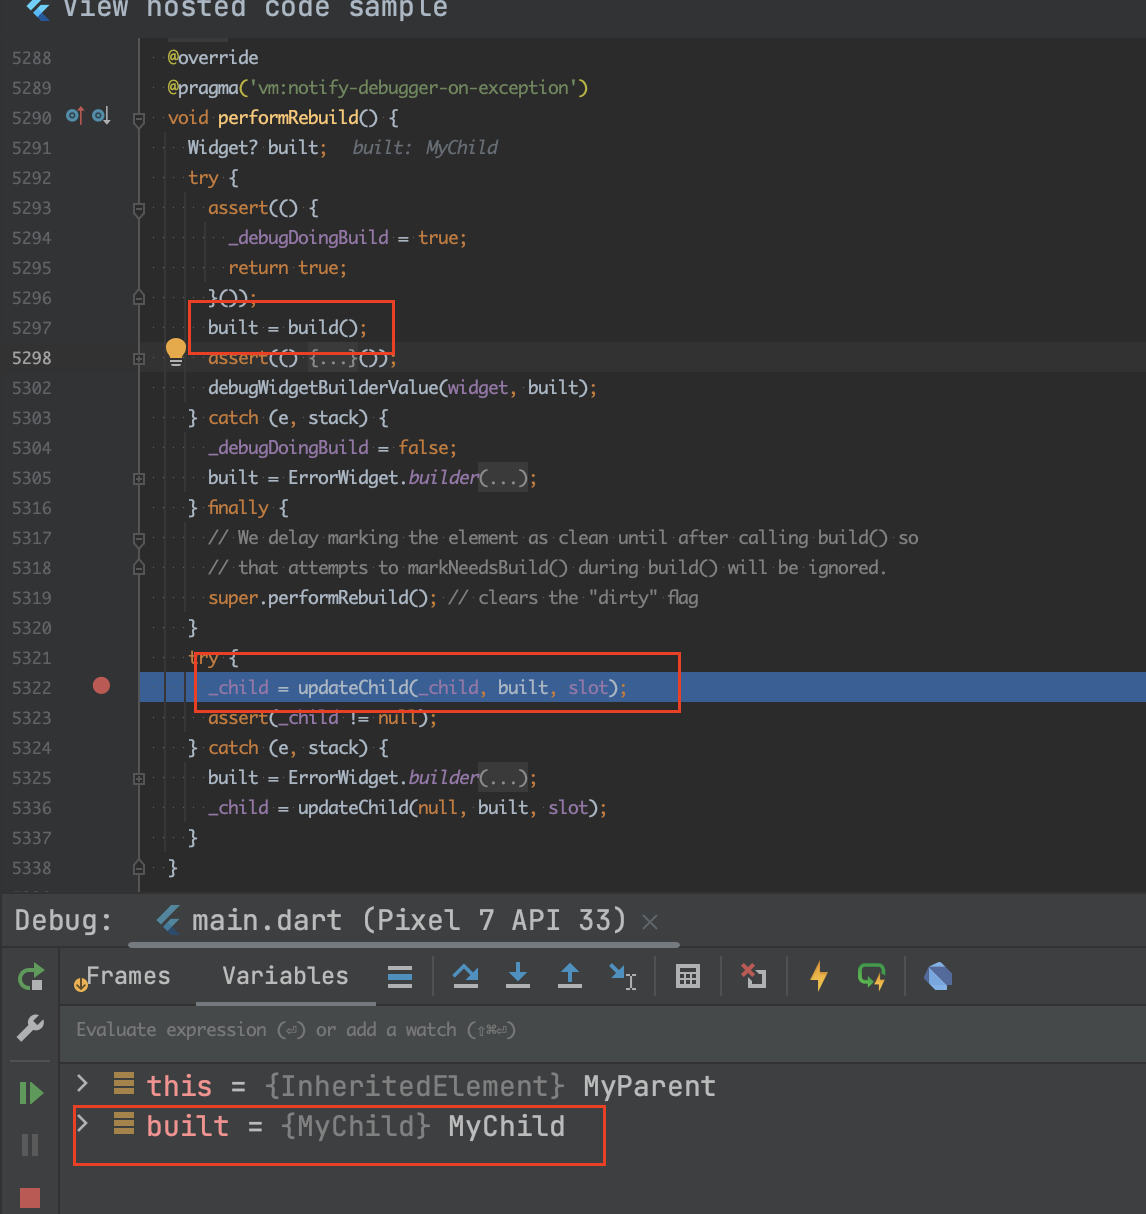 View hosted code sample
5288 @override
5289 @pragma('vm:notify-debugger-on-exception')
5290 void performRebuild() {
5291 Widget? built; built: MyChild
5292 try {
5293 assert(() {
5294 _debugDoingBuild = true;
5295 return true;
5296 }());
5297 built = build();
5298 assert(() {...}());
5302 debugWidgetBuilderValue(widget, built);
5303 } catch (e, stack) {
5304 _debugDoingBuild = false;
5305 built = ErrorWidget.builder(...);
5316 } finally {
5317 // We delay marking the element as clean until after calling build() so
5318 // that attempts to markNeedsBuild() during build() will be ignored.
5319 super.performRebuild(); // clears the "dirty" flag
5320 }
5321 try {
5322 _child = updateChild(_child, built, slot);
5323 assert(_child != null);
5324 } catch (e, stack) {
5325 built = ErrorWidget.builder(...);
5336 _child = updateChild(null, built, slot);
5337 }
5338 }
Debug: main.dart (Pixel 7 API 33)
Frames Variables
Evaluate expression (⏎) or add a watch (⇧⌘⏎)
this = {InheritedElement} MyParent
built = {MyChild} MyChild